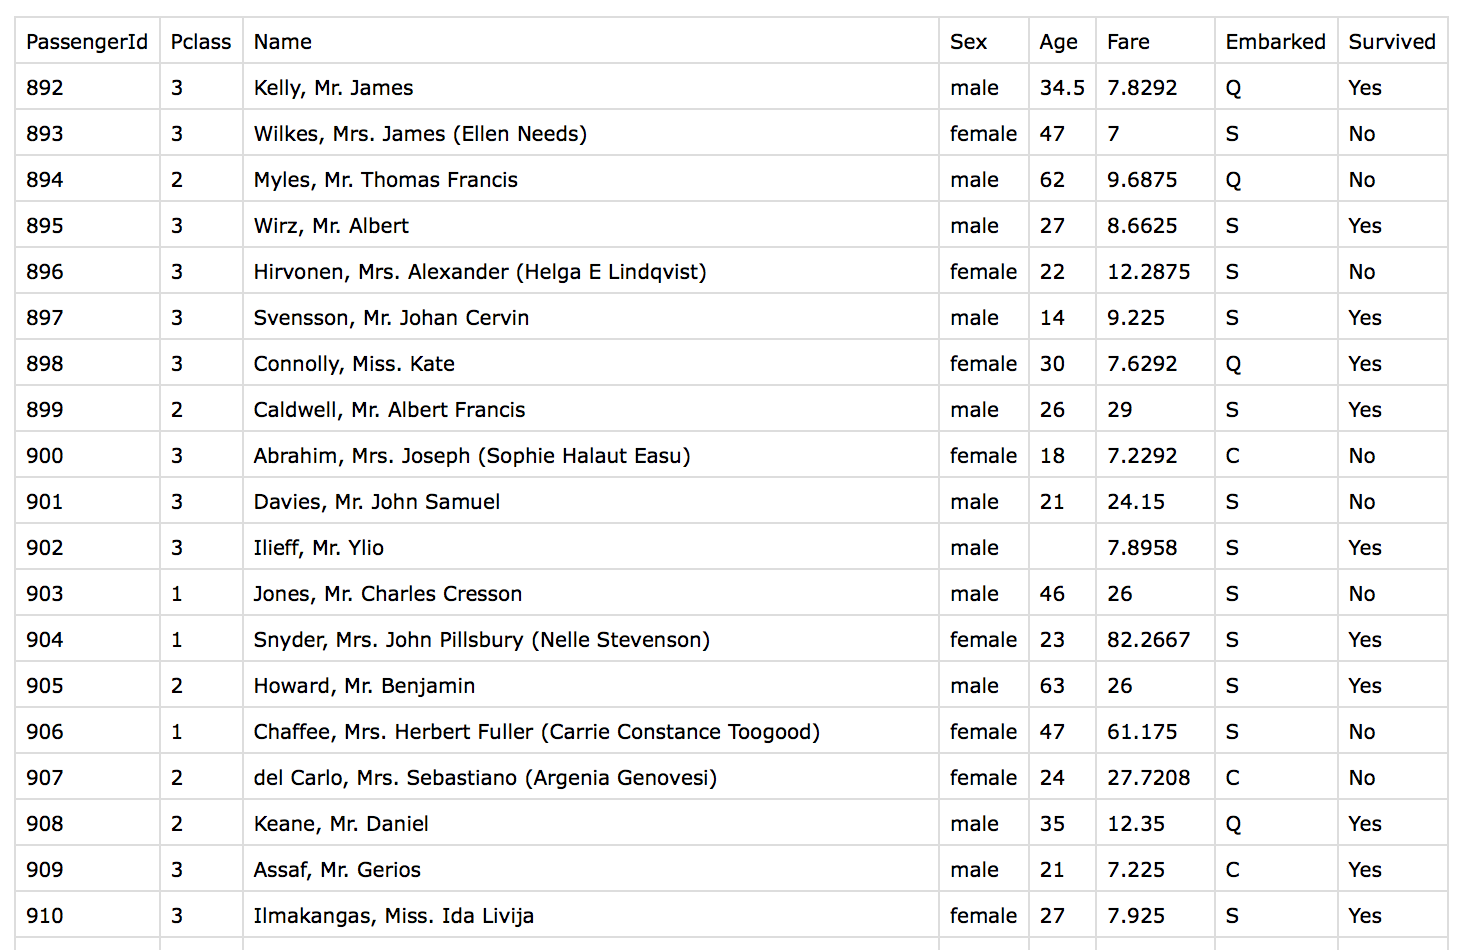 PassengerId Pclass Name Sex Age Fare Embarked Survived
892 3 Kelly, Mr. James male 34.5 7.8292 Q Yes
893 3 Wilkes, Mrs. James (Ellen Needs) female 47 7 S No
894 2 Myles, Mr. Thomas Francis male 62 9.6875 Q No
895 3 Wirz, Mr. Albert male 27 8.6625 S Yes
896 3 Hirvonen, Mrs. Alexander (Helga E Lindqvist) female 22 12.2875 S No
897 3 Svensson, Mr. Johan Cervin male 14 9.225 S Yes
898 3 Connolly, Miss. Kate female 30 7.6292 Q Yes
899 2 Caldwell, Mr. Albert Francis male 26 29 S Yes
900 3 Abrahim, Mrs. Joseph (Sophie Halaut Easu) female 18 7.2292 C No
901 3 Davies, Mr. John Samuel male 21 24.15 S No
902 3 Ilieff, Mr. Ylio male 7.8958 S Yes
903 1 Jones, Mr. Charles Cresson male 46 26 S No
904 1 Snyder, Mrs. John Pillsbury (Nelle Stevenson) female 23 82.2667 S Yes
905 2 Howard, Mr. Benjamin male 63 26 S Yes
906 1 Chaffee, Mrs. Herbert Fuller (Carrie Constance Toogood) female 47 61.175 S No
907 2 del Carlo, Mrs. Sebastiano (Argenia Genovesi) female 24 27.7208 C No
908 2 Keane, Mr. Daniel male 35 12.35 Q Yes
909 3 Assaf, Mr. Gerios male 21 7.225 C Yes
910 3 Ilmakangas, Miss. Ida Livija female 27 7.925 S Yes